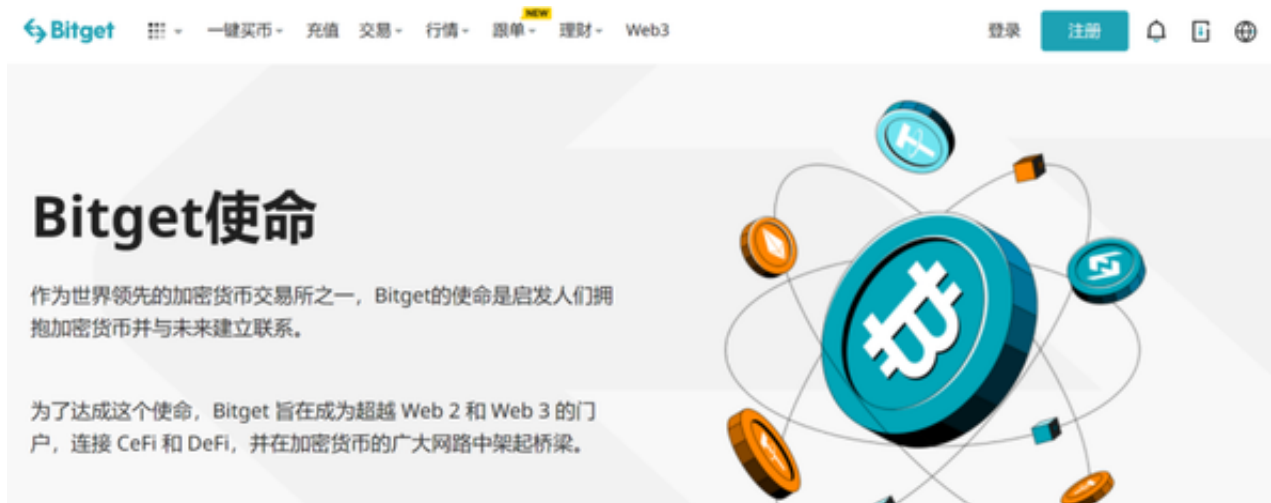 Bitget 一键买币 充值 交易 行情 跟单 NEW 理财 Web3 登录 注册
Bitget使命
作为世界领先的加密货币交易所之一，Bitget的使命是启发人们拥
抱加密货币并与未来建立联系。
为了达成这个使命，Bitget 旨在成为超越 Web 2 和 Web 3 的门
户，连接 CeFi 和 DeFi，并在加密货币的广大网路中架起桥梁。